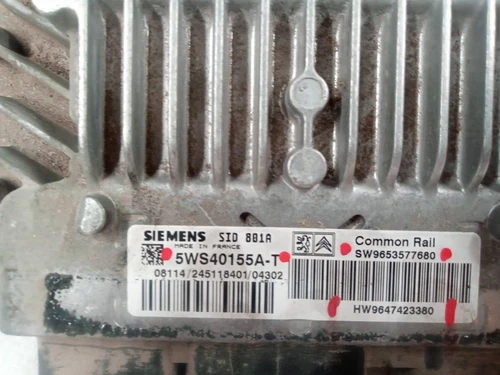 SIEMENS SID 801A
MADE IN FRANCE
5WS40155A-T
08114/245118401/04302
Common Rail
SW9653577680
HW9647423380